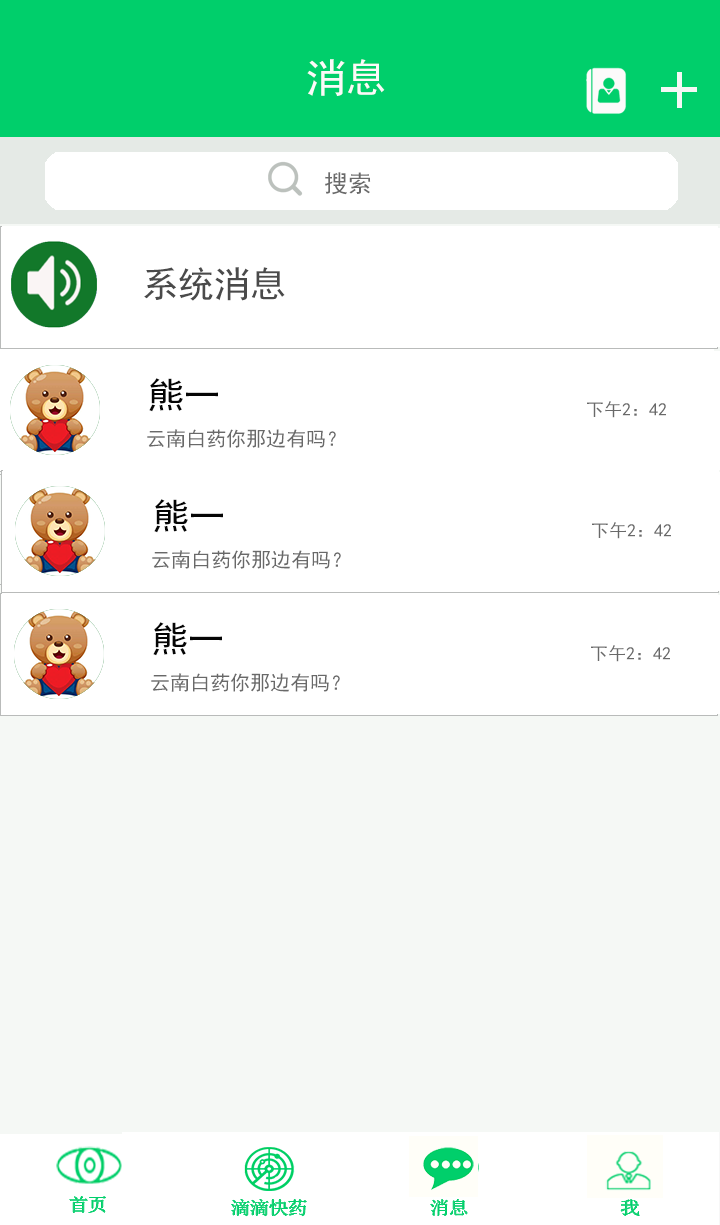 消息
搜索
系统消息
熊一
下午2：42
云南白药你那边有吗？
熊一
下午2：42
云南白药你那边有吗？
熊一
下午2：42
云南白药你那边有吗？
首页
滴滴快药
消息
我